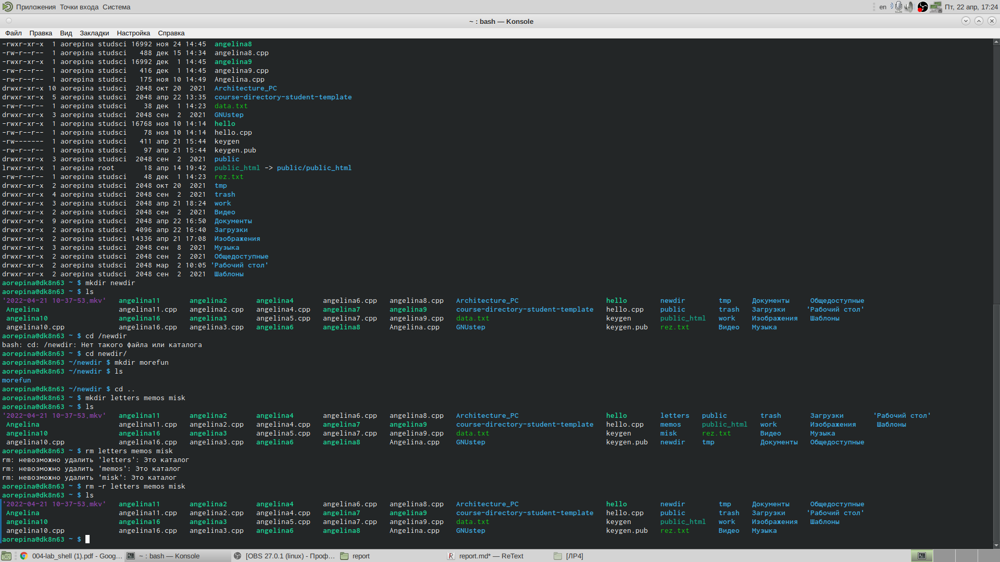 Приложения Точки входа Система
en Пт, 22 апр, 17:24
~ : bash — Konsole
Файл Правка Вид Закладки Настройка Справка
-rwxr-xr-x  1 aorepina studsci 16992 ноя 24 14:45  angelina8
-rw-r--r--  1 aorepina studsci   488 дек 15 14:34  angelina8.cpp
-rwxr-xr-x  1 aorepina studsci 16992 дек  1 14:45  angelina9
-rw-r--r--  1 aorepina studsci   416 дек  1 14:45  angelina9.cpp
-rw-r--r--  1 aorepina studsci   175 ноя 10 14:49  Angelina.cpp
drwxr-xr-x 10 aorepina studsci  2048 окт 20  2021  Architecture_PC
drwxr-xr-x  5 aorepina studsci  2048 апр 22 13:35  course-directory-student-template
-rw-r--r--  1 aorepina studsci    38 дек  1 14:23  data.txt
drwxr-xr-x  3 aorepina studsci  2048 сен  2  2021  GNUstep
-rwxr-xr-x  1 aorepina studsci 16768 ноя 10 14:14  hello
-rw-r--r--  1 aorepina studsci    78 ноя 10 14:14  hello.cpp
-rw-------  1 aorepina studsci   411 апр 21 15:44  keygen
-rw-r--r--  1 aorepina studsci    97 апр 21 15:44  keygen.pub
drwxr-xr-x  3 aorepina studsci  2048 сен  2  2021  public
lrwxr-xr-x  1 aorepina root       18 апр 14 19:42  public_html -> public/public_html
-rw-r--r--  1 aorepina studsci    48 дек  1 14:23  rez.txt
drwxr-xr-x  2 aorepina studsci  2048 окт 20  2021  tmp
drwxr-xr-x  4 aorepina studsci  2048 сен  2  2021  trash
drwxr-xr-x  3 aorepina studsci  2048 апр 21 18:24  work
drwxr-xr-x  2 aorepina studsci  2048 сен  2  2021  Видео
drwxr-xr-x  9 aorepina studsci  2048 апр 22 16:50  Документы
drwxr-xr-x  2 aorepina studsci  4096 апр 22 16:40  Загрузки
drwxr-xr-x  2 aorepina studsci 14336 апр 21 17:08  Изображения
drwxr-xr-x  3 aorepina studsci  2048 сен  8  2021  Музыка
drwxr-xr-x  2 aorepina studsci  2048 сен  2  2021  Общедоступные
drwxr-xr-x  2 aorepina studsci  2048 мар  2 10:05 'Рабочий стол'
drwxr-xr-x  2 aorepina studsci  2048 сен  2  2021  Шаблоны
aorepina@dk8n63 ~ $ mkdir newdir
aorepina@dk8n63 ~ $ ls
'2022-04-21 10-37-53.mkv' angelina11 angelina2 angelina4 angelina6.cpp angelina8.cpp Architecture_PC hello newdir tmp Документы Общедоступные
Angelina angelina11.cpp angelina2.cpp angelina4.cpp angelina7 angelina9 course-directory-student-template hello.cpp public trash Загрузки 'Рабочий стол'
angelina10 angelina16 angelina3 angelina5.cpp angelina7.cpp angelina9.cpp data.txt keygen public_html work Изображения Шаблоны
angelina10.cpp angelina16.cpp angelina3.cpp angelina6 angelina8 Angelina.cpp GNUstep keygen.pub rez.txt Видео Музыка
aorepina@dk8n63 ~ $ cd /newdir
bash: cd: /newdir: Нет такого файла или каталога
aorepina@dk8n63 ~ $ cd newdir/
aorepina@dk8n63 ~/newdir $ mkdir morefun
aorepina@dk8n63 ~/newdir $ ls
morefun
aorepina@dk8n63 ~/newdir $ cd ..
aorepina@dk8n63 ~ $ mkdir letters memos misk
aorepina@dk8n63 ~ $ ls
'2022-04-21 10-37-53.mkv' angelina11 angelina2 angelina4 angelina6.cpp angelina8.cpp Architecture_PC hello letters public trash Загрузки 'Рабочий стол'
Angelina angelina11.cpp angelina2.cpp angelina4.cpp angelina7 angelina9 course-directory-student-template hello.cpp memos public_html work Изображения Шаблоны
angelina10 angelina16 angelina3 angelina5.cpp angelina7.cpp angelina9.cpp data.txt keygen misk rez.txt Видео Музыка
angelina10.cpp angelina16.cpp angelina3.cpp angelina6 angelina8 Angelina.cpp GNUstep keygen.pub newdir tmp Документы Общедоступные
aorepina@dk8n63 ~ $ rm letters memos misk
rm: невозможно удалить 'letters': Это каталог
rm: невозможно удалить 'memos': Это каталог
rm: невозможно удалить 'misk': Это каталог
aorepina@dk8n63 ~ $ rm -r letters memos misk
aorepina@dk8n63 ~ $ ls
'2022-04-21 10-37-53.mkv' angelina11 angelina2 angelina4 angelina6.cpp angelina8.cpp Architecture_PC hello newdir tmp Документы Общедоступные
Angelina angelina11.cpp angelina2.cpp angelina4.cpp angelina7 angelina9 course-directory-student-template hello.cpp public trash Загрузки 'Рабочий стол'
angelina10 angelina16 angelina3 angelina5.cpp angelina7.cpp angelina9.cpp data.txt keygen public_html work Изображения Шаблоны
angelina10.cpp angelina16.cpp angelina3.cpp angelina6 angelina8 Angelina.cpp GNUstep keygen.pub rez.txt Видео Музыка
aorepina@dk8n63 ~ $
004-lab_shell (1).pdf - Goog... ~ : bash — Konsole [OBS 27.0.1 (linux) - Проф... report report.md* — ReText [ЛР4]